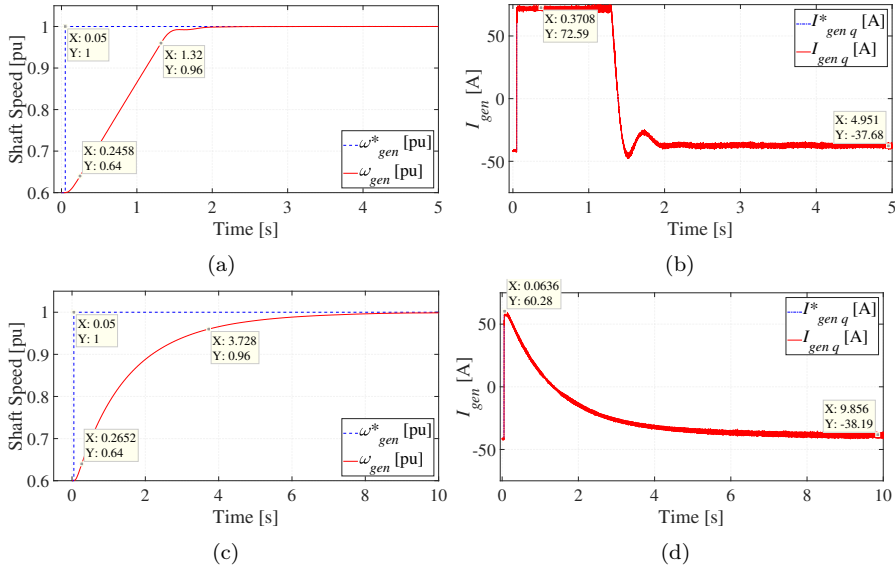 Shaft Speed [pu]
1
0.9
0.8
0.7
0.6
X: 0.05
Y: 1
X: 1.32
Y: 0.96
X: 0.2458
Y: 0.64
ω*gen [pu]
ωgen [pu]
0 1 2 3 4 5
Time [s]
(a)
Igen [A]
50
0
-50
X: 0.3708
Y: 72.59
I*gen q [A]
Igen q [A]
X: 4.951
Y: -37.68
0 1 2 3 4 5
Time [s]
(b)
Shaft Speed [pu]
1
0.9
0.8
0.7
0.6
X: 0.05
Y: 1
X: 3.728
Y: 0.96
X: 0.2652
Y: 0.64
ω*gen [pu]
ωgen [pu]
0 2 4 6 8 10
Time [s]
(c)
Igen [A]
50
0
-50
X: 0.0636
Y: 60.28
I*gen q [A]
Igen q [A]
X: 9.856
Y: -38.19
0 2 4 6 8 10
Time [s]
(d)